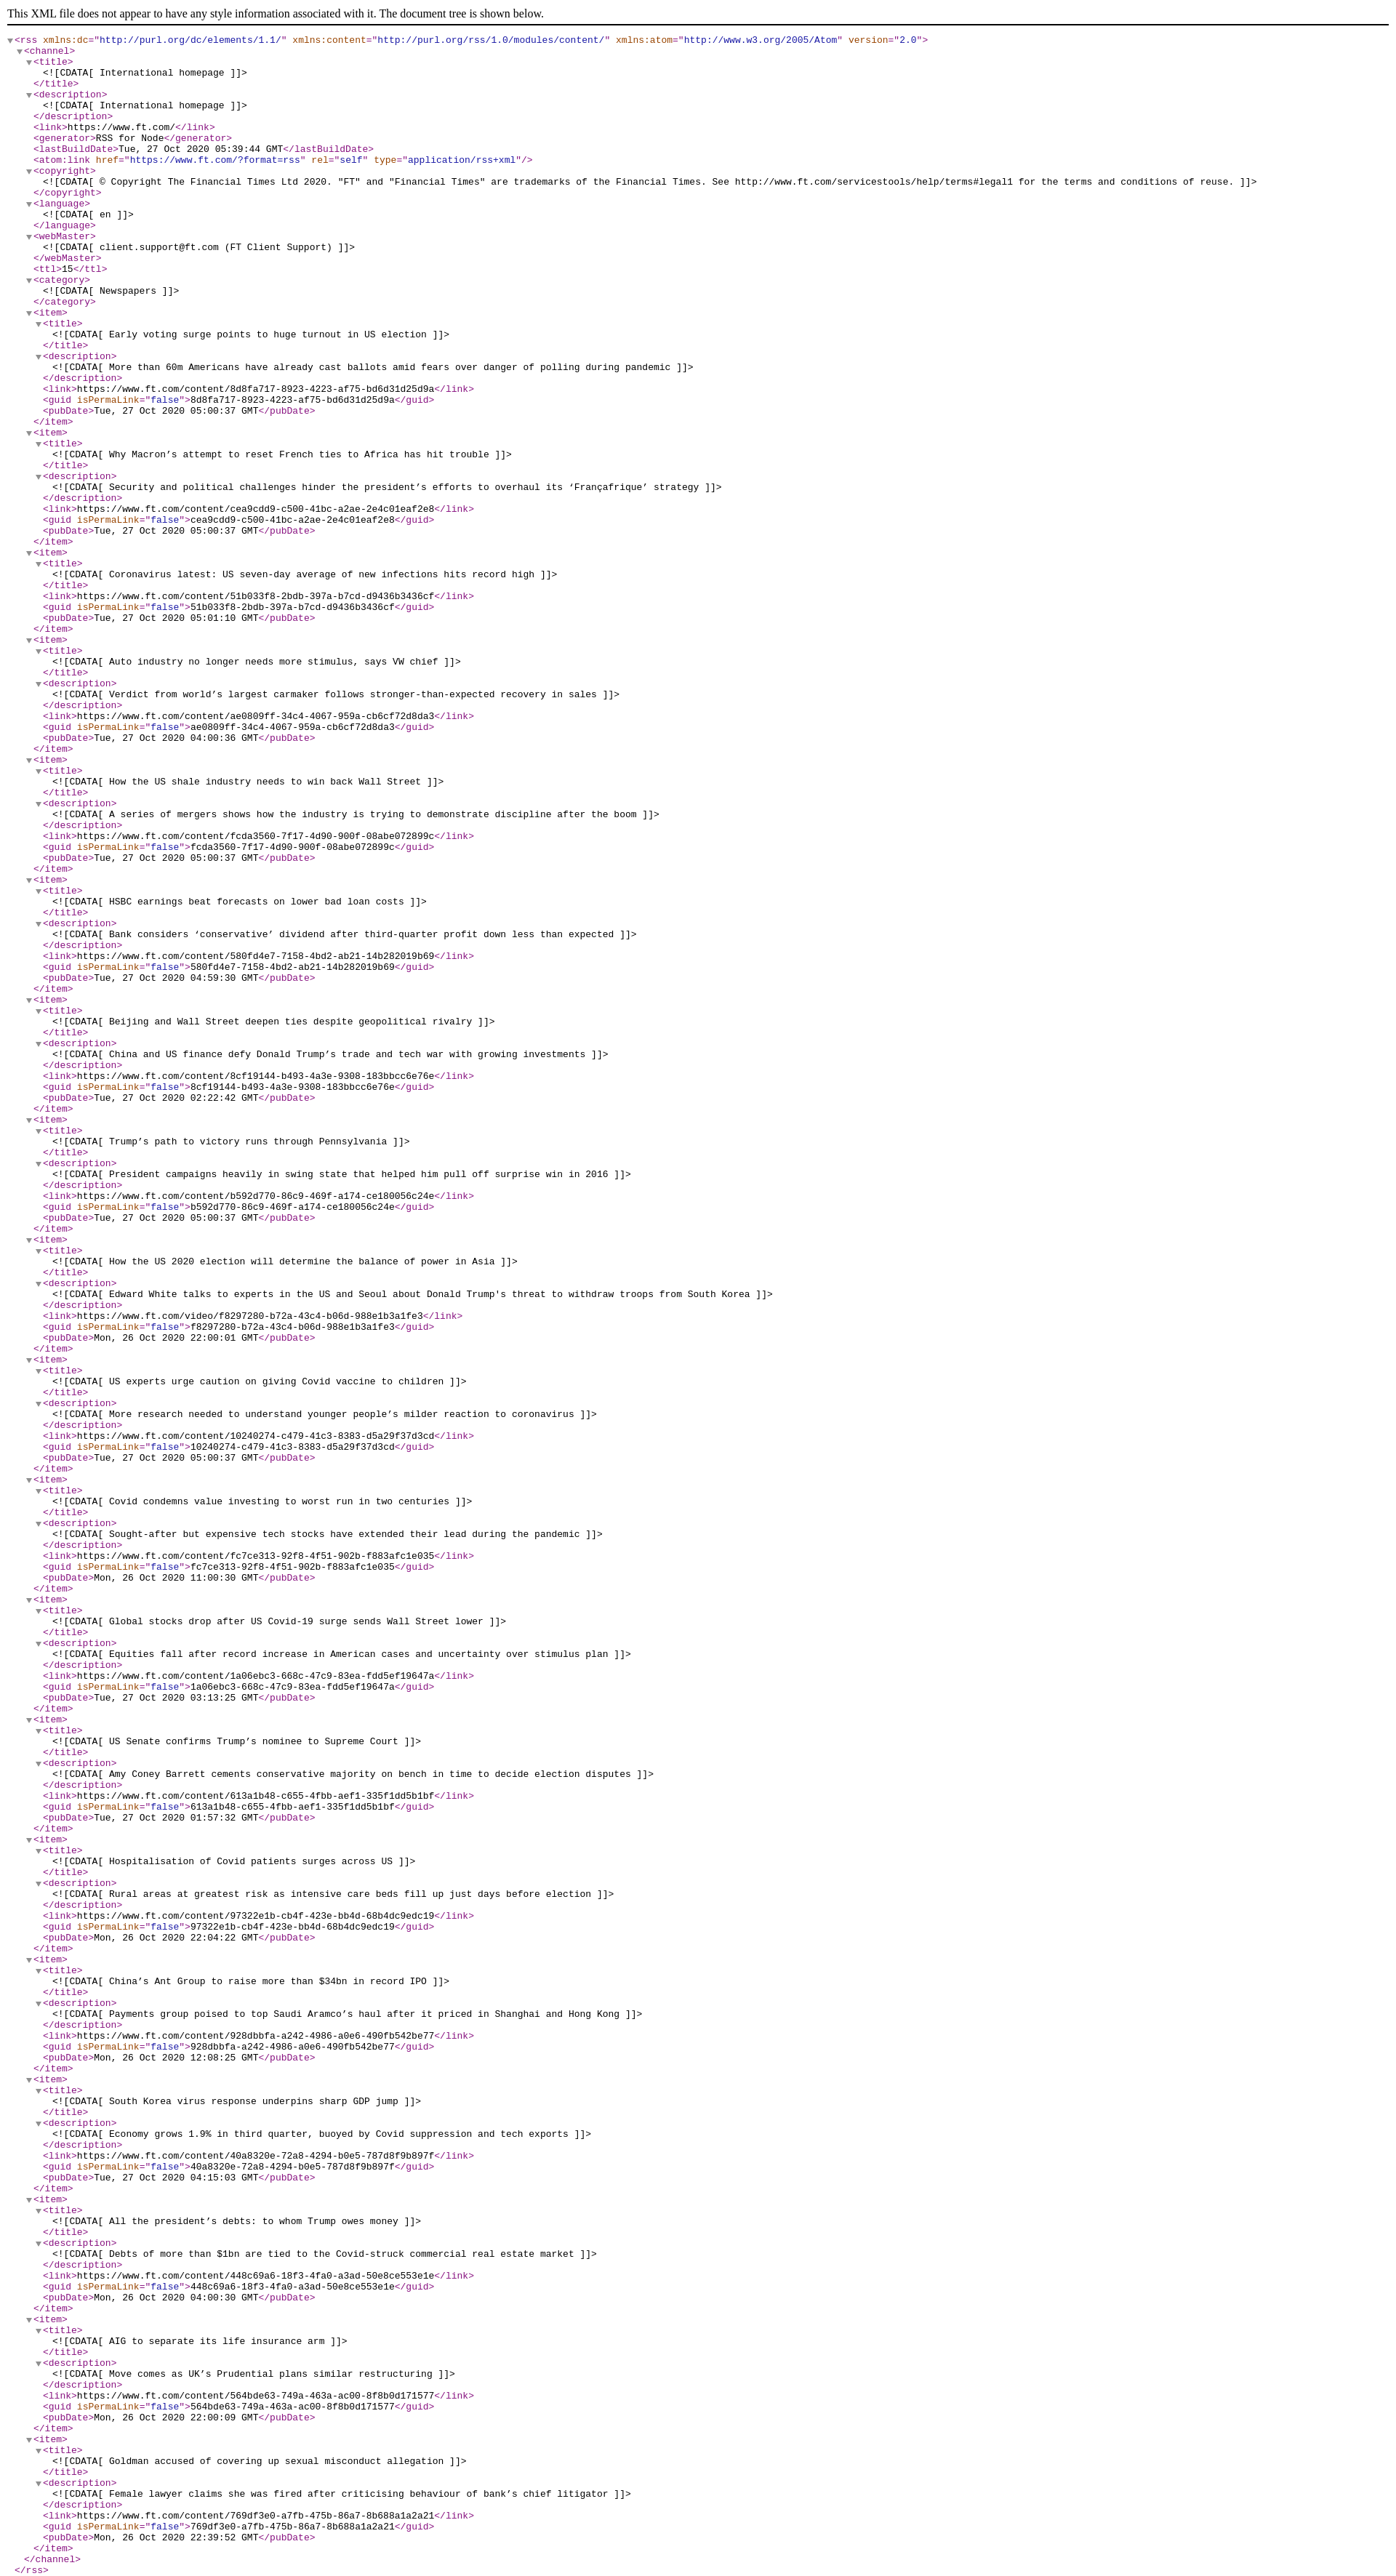 This XML file does not appear to have any style information associated with it. The document tree is shown below.
<rss xmlns:dc="http://purl.org/dc/elements/1.1/" xmlns:content="http://purl.org/rss/1.0/modules/content/" xmlns:atom="http://www.w3.org/2005/Atom" version="2.0">
<channel>
<title>
<![CDATA[ International homepage ]]>
</title>
<description>
<![CDATA[ International homepage ]]>
</description>
<link>https://www.ft.com/</link>
<generator>RSS for Node</generator>
<lastBuildDate>Tue, 27 Oct 2020 05:39:44 GMT</lastBuildDate>
<atom:link href="https://www.ft.com/?format=rss" rel="self" type="application/rss+xml"/>
<copyright>
<![CDATA[ © Copyright The Financial Times Ltd 2020. "FT" and "Financial Times" are trademarks of the Financial Times. See http://www.ft.com/servicestools/help/terms#legal1 for the terms and conditions of reuse. ]]>
</copyright>
<language>
<![CDATA[ en ]]>
</language>
<webMaster>
<![CDATA[ client.support@ft.com (FT Client Support) ]]>
</webMaster>
<ttl>15</ttl>
<category>
<![CDATA[ Newspapers ]]>
</category>
<item>
<title>
<![CDATA[ Early voting surge points to huge turnout in US election ]]>
</title>
<description>
<![CDATA[ More than 60m Americans have already cast ballots amid fears over danger of polling during pandemic ]]>
</description>
<link>https://www.ft.com/content/8d8fa717-8923-4223-af75-bd6d31d25d9a</link>
<guid isPermaLink="false">8d8fa717-8923-4223-af75-bd6d31d25d9a</guid>
<pubDate>Tue, 27 Oct 2020 05:00:37 GMT</pubDate>
</item>
<item>
<title>
<![CDATA[ Why Macron’s attempt to reset French ties to Africa has hit trouble ]]>
</title>
<description>
<![CDATA[ Security and political challenges hinder the president’s efforts to overhaul its ‘Françafrique’ strategy ]]>
</description>
<link>https://www.ft.com/content/cea9cdd9-c500-41bc-a2ae-2e4c01eaf2e8</link>
<guid isPermaLink="false">cea9cdd9-c500-41bc-a2ae-2e4c01eaf2e8</guid>
<pubDate>Tue, 27 Oct 2020 05:00:37 GMT</pubDate>
</item>
<item>
<title>
<![CDATA[ Coronavirus latest: US seven-day average of new infections hits record high ]]>
</title>
<link>https://www.ft.com/content/51b033f8-2bdb-397a-b7cd-d9436b3436cf</link>
<guid isPermaLink="false">51b033f8-2bdb-397a-b7cd-d9436b3436cf</guid>
<pubDate>Tue, 27 Oct 2020 05:01:10 GMT</pubDate>
</item>
<item>
<title>
<![CDATA[ Auto industry no longer needs more stimulus, says VW chief ]]>
</title>
<description>
<![CDATA[ Verdict from world’s largest carmaker follows stronger-than-expected recovery in sales ]]>
</description>
<link>https://www.ft.com/content/ae0809ff-34c4-4067-959a-cb6cf72d8da3</link>
<guid isPermaLink="false">ae0809ff-34c4-4067-959a-cb6cf72d8da3</guid>
<pubDate>Tue, 27 Oct 2020 04:00:36 GMT</pubDate>
</item>
<item>
<title>
<![CDATA[ How the US shale industry needs to win back Wall Street ]]>
</title>
<description>
<![CDATA[ A series of mergers shows how the industry is trying to demonstrate discipline after the boom ]]>
</description>
<link>https://www.ft.com/content/fcda3560-7f17-4d90-900f-08abe072899c</link>
<guid isPermaLink="false">fcda3560-7f17-4d90-900f-08abe072899c</guid>
<pubDate>Tue, 27 Oct 2020 05:00:37 GMT</pubDate>
</item>
<item>
<title>
<![CDATA[ HSBC earnings beat forecasts on lower bad loan costs ]]>
</title>
<description>
<![CDATA[ Bank considers ‘conservative’ dividend after third-quarter profit down less than expected ]]>
</description>
<link>https://www.ft.com/content/580fd4e7-7158-4bd2-ab21-14b282019b69</link>
<guid isPermaLink="false">580fd4e7-7158-4bd2-ab21-14b282019b69</guid>
<pubDate>Tue, 27 Oct 2020 04:59:30 GMT</pubDate>
</item>
<item>
<title>
<![CDATA[ Beijing and Wall Street deepen ties despite geopolitical rivalry ]]>
</title>
<description>
<![CDATA[ China and US finance defy Donald Trump’s trade and tech war with growing investments ]]>
</description>
<link>https://www.ft.com/content/8cf19144-b493-4a3e-9308-183bbcc6e76e</link>
<guid isPermaLink="false">8cf19144-b493-4a3e-9308-183bbcc6e76e</guid>
<pubDate>Tue, 27 Oct 2020 02:22:42 GMT</pubDate>
</item>
<item>
<title>
<![CDATA[ Trump’s path to victory runs through Pennsylvania ]]>
</title>
<description>
<![CDATA[ President campaigns heavily in swing state that helped him pull off surprise win in 2016 ]]>
</description>
<link>https://www.ft.com/content/b592d770-86c9-469f-a174-ce180056c24e</link>
<guid isPermaLink="false">b592d770-86c9-469f-a174-ce180056c24e</guid>
<pubDate>Tue, 27 Oct 2020 05:00:37 GMT</pubDate>
</item>
<item>
<title>
<![CDATA[ How the US 2020 election will determine the balance of power in Asia ]]>
</title>
<description>
<![CDATA[ Edward White talks to experts in the US and Seoul about Donald Trump's threat to withdraw troops from South Korea ]]>
</description>
<link>https://www.ft.com/video/f8297280-b72a-43c4-b06d-988e1b3a1fe3</link>
<guid isPermaLink="false">f8297280-b72a-43c4-b06d-988e1b3a1fe3</guid>
<pubDate>Mon, 26 Oct 2020 22:00:01 GMT</pubDate>
</item>
<item>
<title>
<![CDATA[ US experts urge caution on giving Covid vaccine to children ]]>
</title>
<description>
<![CDATA[ More research needed to understand younger people’s milder reaction to coronavirus ]]>
</description>
<link>https://www.ft.com/content/10240274-c479-41c3-8383-d5a29f37d3cd</link>
<guid isPermaLink="false">10240274-c479-41c3-8383-d5a29f37d3cd</guid>
<pubDate>Tue, 27 Oct 2020 05:00:37 GMT</pubDate>
</item>
<item>
<title>
<![CDATA[ Covid condemns value investing to worst run in two centuries ]]>
</title>
<description>
<![CDATA[ Sought-after but expensive tech stocks have extended their lead during the pandemic ]]>
</description>
<link>https://www.ft.com/content/fc7ce313-92f8-4f51-902b-f883afc1e035</link>
<guid isPermaLink="false">fc7ce313-92f8-4f51-902b-f883afc1e035</guid>
<pubDate>Mon, 26 Oct 2020 11:00:30 GMT</pubDate>
</item>
<item>
<title>
<![CDATA[ Global stocks drop after US Covid-19 surge sends Wall Street lower ]]>
</title>
<description>
<![CDATA[ Equities fall after record increase in American cases and uncertainty over stimulus plan ]]>
</description>
<link>https://www.ft.com/content/1a06ebc3-668c-47c9-83ea-fdd5ef19647a</link>
<guid isPermaLink="false">1a06ebc3-668c-47c9-83ea-fdd5ef19647a</guid>
<pubDate>Tue, 27 Oct 2020 03:13:25 GMT</pubDate>
</item>
<item>
<title>
<![CDATA[ US Senate confirms Trump’s nominee to Supreme Court ]]>
</title>
<description>
<![CDATA[ Amy Coney Barrett cements conservative majority on bench in time to decide election disputes ]]>
</description>
<link>https://www.ft.com/content/613a1b48-c655-4fbb-aef1-335f1dd5b1bf</link>
<guid isPermaLink="false">613a1b48-c655-4fbb-aef1-335f1dd5b1bf</guid>
<pubDate>Tue, 27 Oct 2020 01:57:32 GMT</pubDate>
</item>
<item>
<title>
<![CDATA[ Hospitalisation of Covid patients surges across US ]]>
</title>
<description>
<![CDATA[ Rural areas at greatest risk as intensive care beds fill up just days before election ]]>
</description>
<link>https://www.ft.com/content/97322e1b-cb4f-423e-bb4d-68b4dc9edc19</link>
<guid isPermaLink="false">97322e1b-cb4f-423e-bb4d-68b4dc9edc19</guid>
<pubDate>Mon, 26 Oct 2020 22:04:22 GMT</pubDate>
</item>
<item>
<title>
<![CDATA[ China’s Ant Group to raise more than $34bn in record IPO ]]>
</title>
<description>
<![CDATA[ Payments group poised to top Saudi Aramco’s haul after it priced in Shanghai and Hong Kong ]]>
</description>
<link>https://www.ft.com/content/928dbbfa-a242-4986-a0e6-490fb542be77</link>
<guid isPermaLink="false">928dbbfa-a242-4986-a0e6-490fb542be77</guid>
<pubDate>Mon, 26 Oct 2020 12:08:25 GMT</pubDate>
</item>
<item>
<title>
<![CDATA[ South Korea virus response underpins sharp GDP jump ]]>
</title>
<description>
<![CDATA[ Economy grows 1.9% in third quarter, buoyed by Covid suppression and tech exports ]]>
</description>
<link>https://www.ft.com/content/40a8320e-72a8-4294-b0e5-787d8f9b897f</link>
<guid isPermaLink="false">40a8320e-72a8-4294-b0e5-787d8f9b897f</guid>
<pubDate>Tue, 27 Oct 2020 04:15:03 GMT</pubDate>
</item>
<item>
<title>
<![CDATA[ All the president’s debts: to whom Trump owes money ]]>
</title>
<description>
<![CDATA[ Debts of more than $1bn are tied to the Covid-struck commercial real estate market ]]>
</description>
<link>https://www.ft.com/content/448c69a6-18f3-4fa0-a3ad-50e8ce553e1e</link>
<guid isPermaLink="false">448c69a6-18f3-4fa0-a3ad-50e8ce553e1e</guid>
<pubDate>Mon, 26 Oct 2020 04:00:30 GMT</pubDate>
</item>
<item>
<title>
<![CDATA[ AIG to separate its life insurance arm ]]>
</title>
<description>
<![CDATA[ Move comes as UK’s Prudential plans similar restructuring ]]>
</description>
<link>https://www.ft.com/content/564bde63-749a-463a-ac00-8f8b0d171577</link>
<guid isPermaLink="false">564bde63-749a-463a-ac00-8f8b0d171577</guid>
<pubDate>Mon, 26 Oct 2020 22:00:09 GMT</pubDate>
</item>
<item>
<title>
<![CDATA[ Goldman accused of covering up sexual misconduct allegation ]]>
</title>
<description>
<![CDATA[ Female lawyer claims she was fired after criticising behaviour of bank’s chief litigator ]]>
</description>
<link>https://www.ft.com/content/769df3e0-a7fb-475b-86a7-8b688a1a2a21</link>
<guid isPermaLink="false">769df3e0-a7fb-475b-86a7-8b688a1a2a21</guid>
<pubDate>Mon, 26 Oct 2020 22:39:52 GMT</pubDate>
</item>
</channel>
</rss>